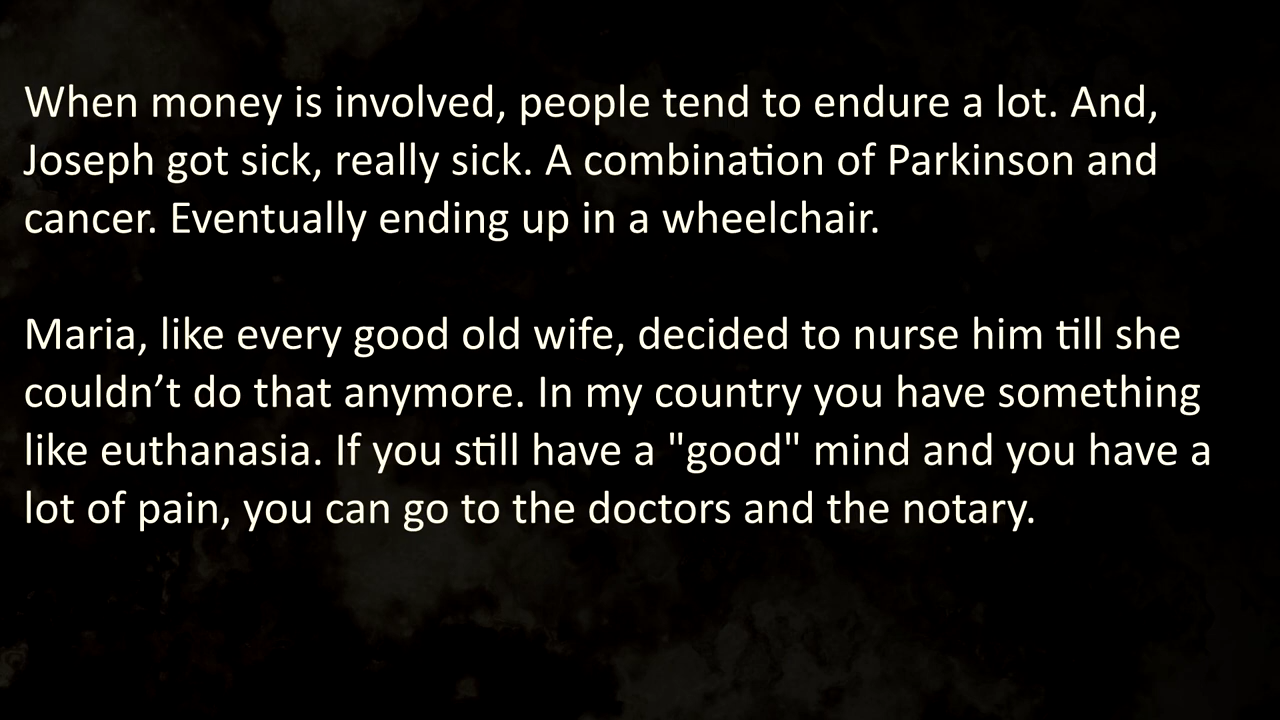 When money is involved, people tend to endure a lot. And,
Joseph got sick, really sick. A combination of Parkinson and
cancer. Eventually ending up in a wheelchair.
Maria, like every good old wife, decided to nurse him till she
couldn’t do that anymore. In my country you have something
like euthanasia. If you still have a "good" mind and you have a
lot of pain, you can go to the doctors and the notary.